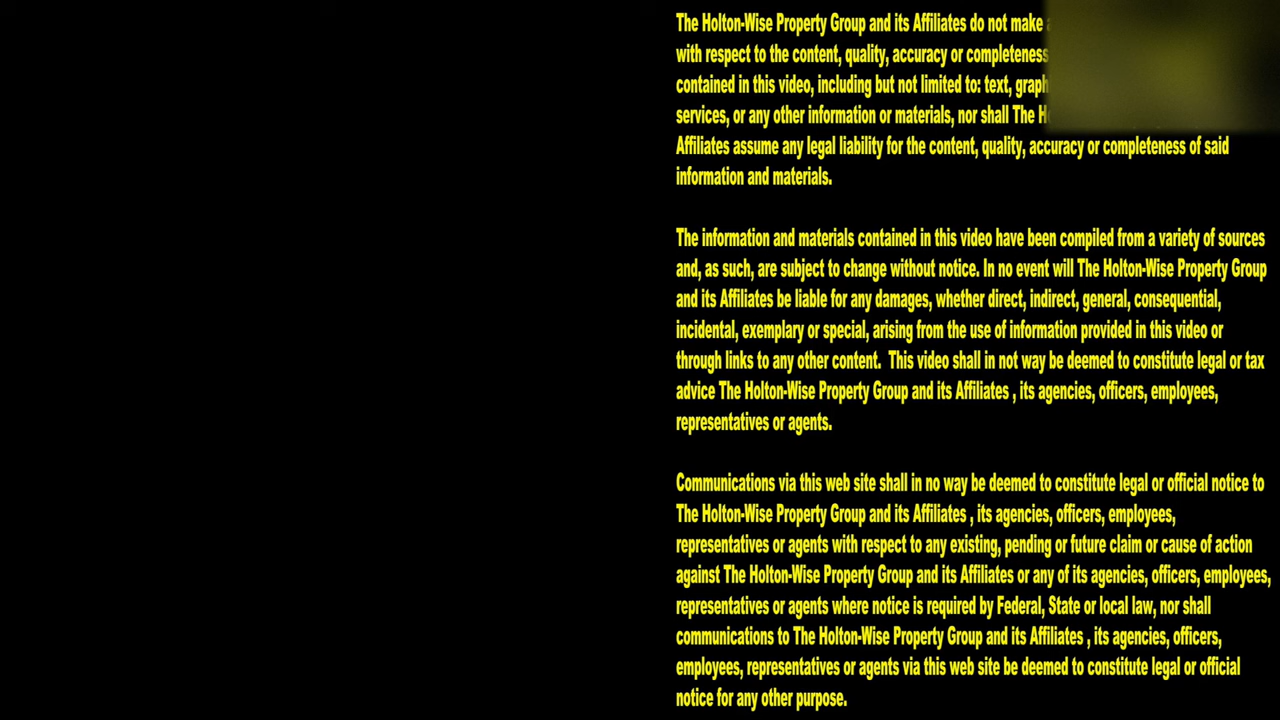 The Holton-Wise Property Group and its Affiliates do not make
with respect to the content, quality, accuracy or completeness
contained in this video, including but not limited to: text,
services, or any other information or materials, nor shall The
Affiliates assume any legal liability for the content, quality, accuracy or completeness of said
information and materials.
The information and materials contained in this video have been compiled from a variety of sources
and, as such, are subject to change without notice. In no event will The Holton-Wise Property Group
and its Affiliates be liable for any damages, whether direct, indirect, general, consequential,
incidental, exemplary or special, arising from the use of information provided in this video or
through links to any other content. This video shall in not way be deemed to constitute legal or tax
advice The Holton-Wise Property Group and its Affiliates , its agencies, officers, employees,
representatives or agents.
Communications via this web site shall in no way be deemed to constitute legal or official notice to
The Holton-Wise Property Group and its Affiliates , its agencies, officers, employees,
representatives or agents with respect to any existing, pending or future claim or cause of action
against The Holton-Wise Property Group and its Affiliates or any of its agencies, officers, employees,
representatives or agents where notice is required by Federal, State or local law, nor shall
communications to The Holton-Wise Property Group and its Affiliates , its agencies, officers,
employees, representatives or agents via this web site be deemed to constitute legal or official
notice for any other purpose.